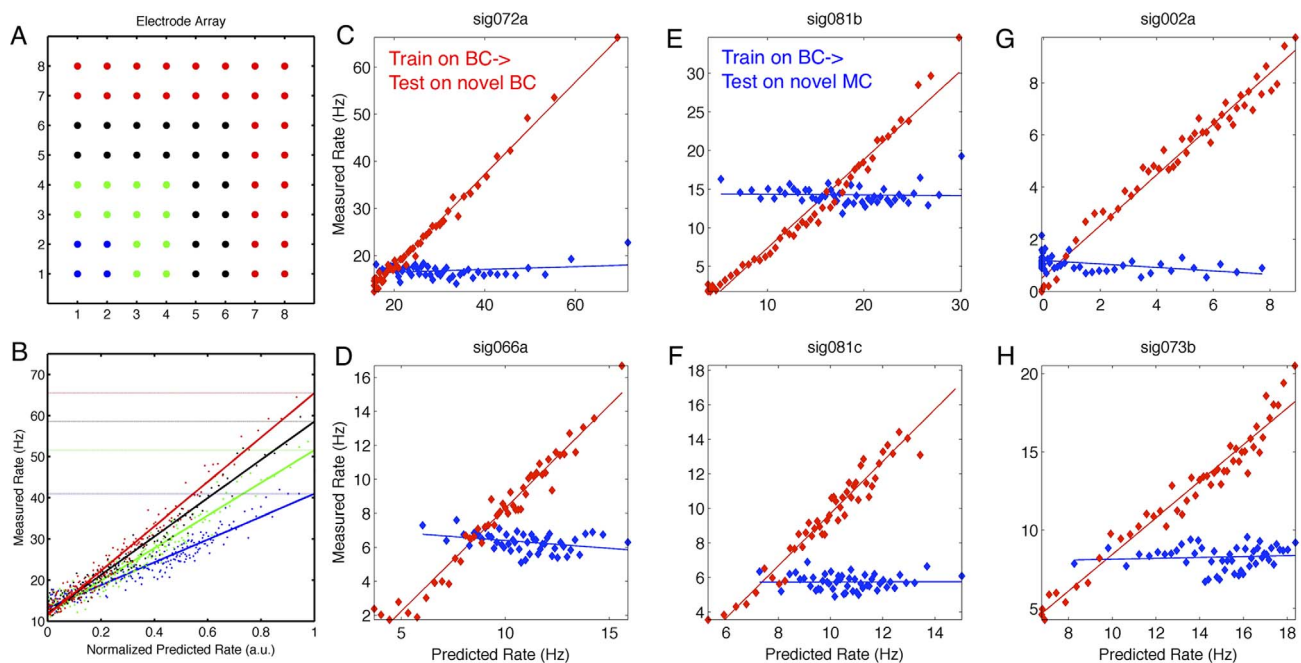 Electrode Array
A
8
7
6
5
4
3
2
1
1 2 3 4 5 6 7 8
B
Measured Rate (Hz)
70
60
50
40
30
20
10
0 0.2 0.4 0.6 0.8 1
Normalized Predicted Rate (a.u.)
sig072a
C
Train on BC->
Test on novel BC
Measured Rate (Hz)
60
50
40
30
20
20 40 60
sig066a
D
Measured Rate (Hz)
16
14
12
10
8
6
4
2
5 10 15
Predicted Rate (Hz)
sig081b
E
Train on BC->
Test on novel MC
30
25
20
15
10
5
10 20 30
sig081c
F
18
16
14
12
10
8
6
4
6 8 10 12 14
Predicted Rate (Hz)
sig002a
G
8
6
4
2
0
0 2 4 6 8
sig073b
H
20
15
10
5
8 10 12 14 16 18
Predicted Rate (Hz)